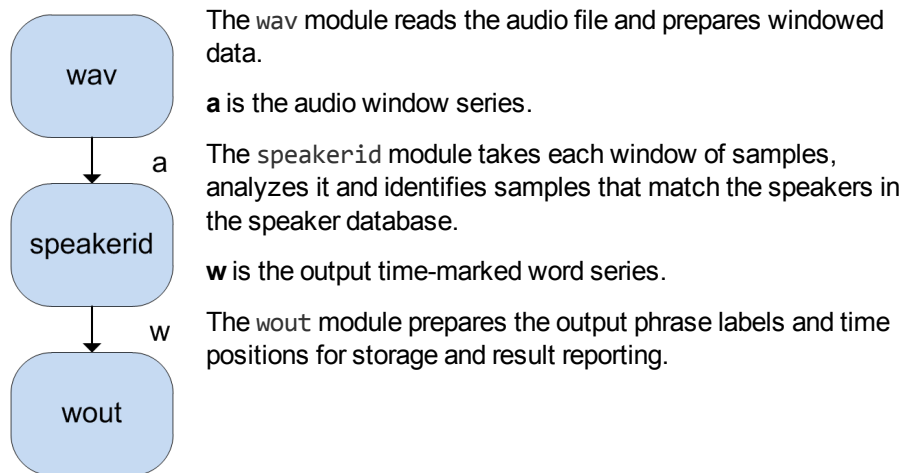 wav
a
speakerid
w
wout
The wav module reads the audio file and prepares windowed
data.
a is the audio window series.
The speakerid module takes each window of samples,
analyzes it and identifies samples that match the speakers in
the speaker database.
w is the output time-marked word series.
The wout module prepares the output phrase labels and time
positions for storage and result reporting.